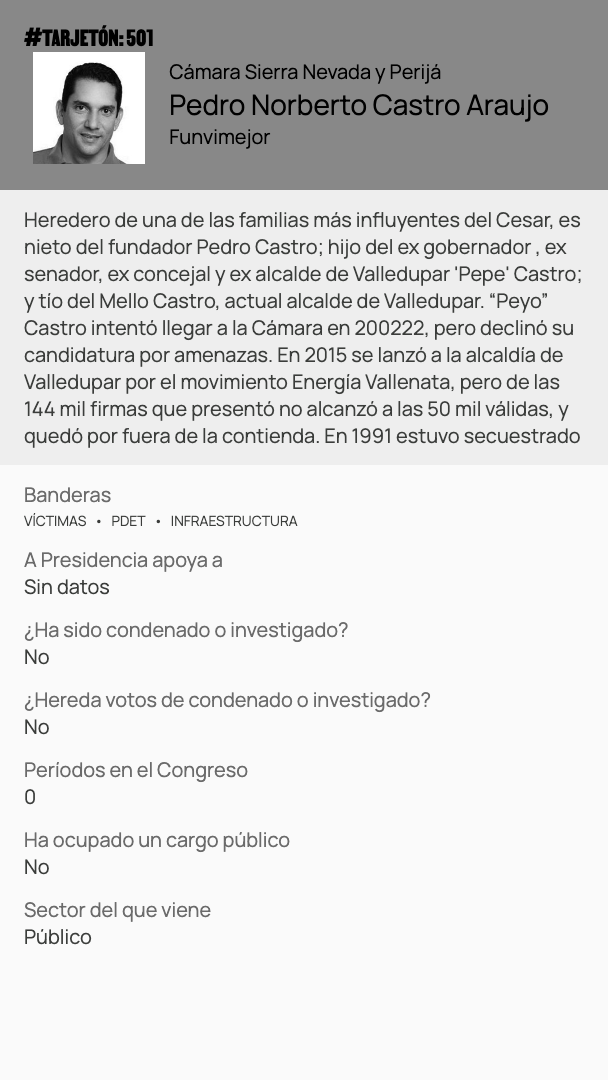 #TARJETÓN: 501
Cámara Sierra Nevada y Perijá
Pedro Norberto Castro Araujo
Funvimejor
Heredero de una de las familias más influyentes del Cesar, es
nieto del fundador Pedro Castro; hijo del ex gobernador , ex
senador, ex concejal y ex alcalde de Valledupar 'Pepe' Castro;
y tío del Mello Castro, actual alcalde de Valledupar. “Peyo”
Castro intentó llegar a la Cámara en 200222, pero declinó su
candidatura por amenazas. En 2015 se lanzó a la alcaldía de
Valledupar por el movimiento Energía Vallenata, pero de las
144 mil firmas que presentó no alcanzó a las 50 mil válidas, y
quedó por fuera de la contienda. En 1991 estuvo secuestrado
Banderas
VÍCTIMAS • PDET • INFRAESTRUCTURA
A Presidencia apoya a
Sin datos
¿Ha sido condenado o investigado?
No
¿Hereda votos de condenado o investigado?
No
Períodos en el Congreso
0
Ha ocupado un cargo público
No
Sector del que viene
Público